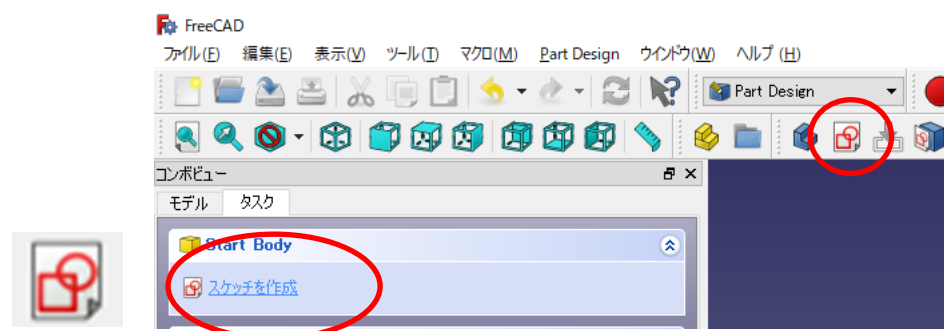 FreeCAD
ファイル(F) 編集(E) 表示(V) ツール(T) マクロ(M) Part Design ウインドウ(W) ヘルプ (H)
Part Design
コンボビュー
モデル タスク
Start Body
スケッチを作成